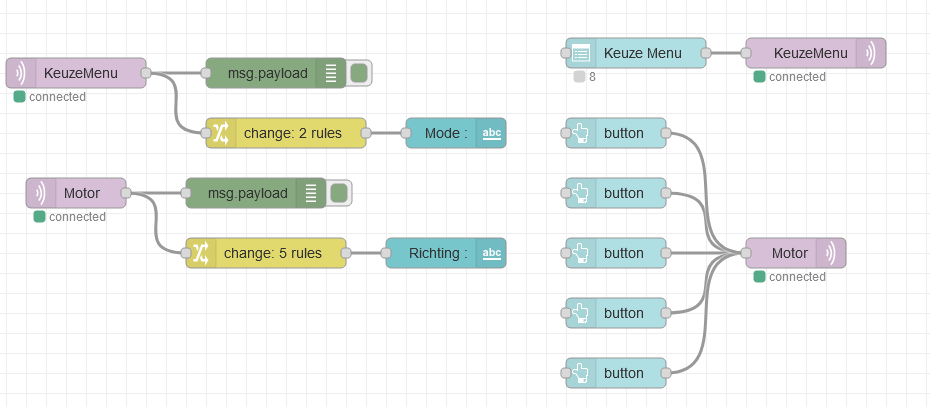 KeuzeMenu
connected
msg.payload
change: 2 rules
Mode :
abc
Motor
connected
msg.payload
change: 5 rules
Richting :
abc
Keuze Menu
8
KeuzeMenu
connected
button
button
button
button
button
Motor
connected